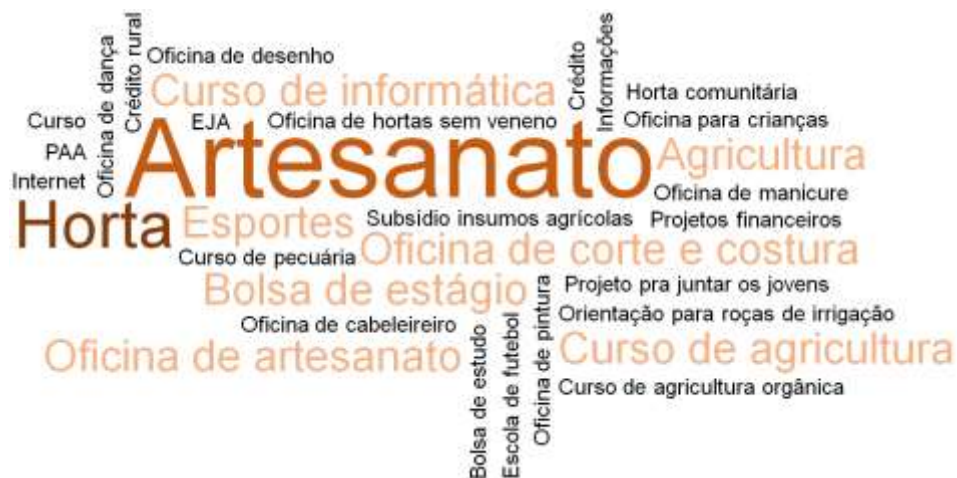 Oficina de dança
Crédito rural
Oficina de desenho
Curso de informática
Crédito
Informações
Horta comunitária
Curso
EJA
Oficina de hortas sem veneno
Oficina para crianças
PAA
Artesanato
Agricultura
Internet
Oficina de manicure
Horta
Esportes
Subsídio insumos agrícolas
Projetos financeiros
Curso de pecuária
Oficina de corte e costura
Bolsa de estágio
Projeto pra juntar os jovens
Oficina de cabeleireiro
Orientação para roças de irrigação
Oficina de artesanato
Bolsa de estudo
Escola de futebol
Oficina de pintura
Curso de agricultura
Curso de agricultura orgânica